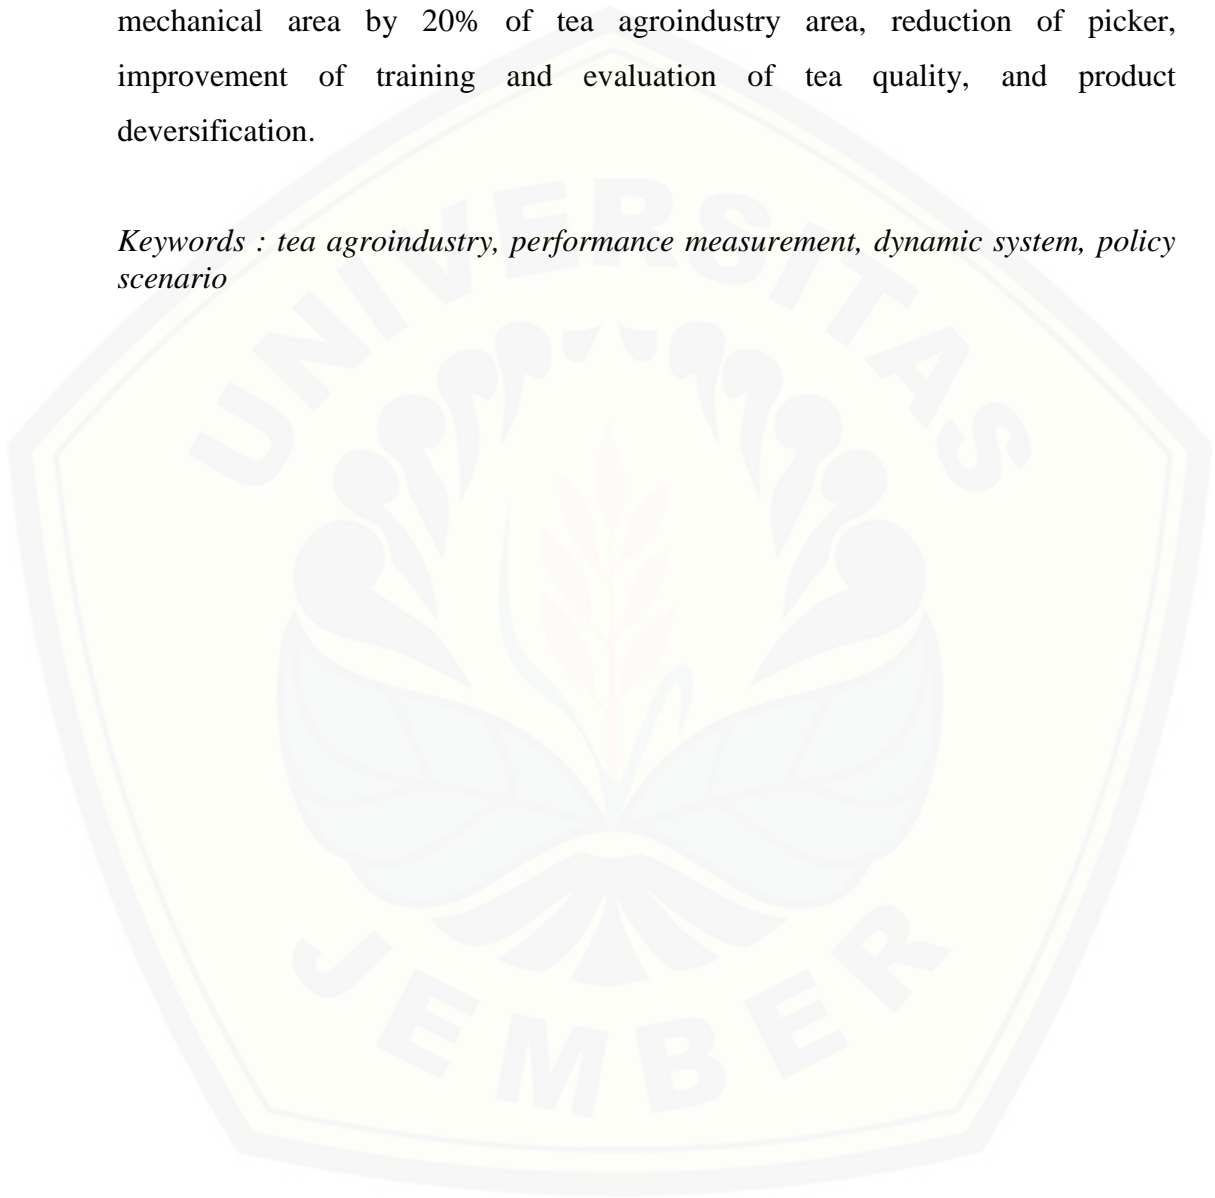 mechanical area by 20% of tea agroindustry area, reduction of picker,
improvement of training and evaluation of tea quality, and product
deversification.
Keywords : tea agroindustry, performance measurement, dynamic system, policy
scenario
UNIVERSITAS
JEMBER